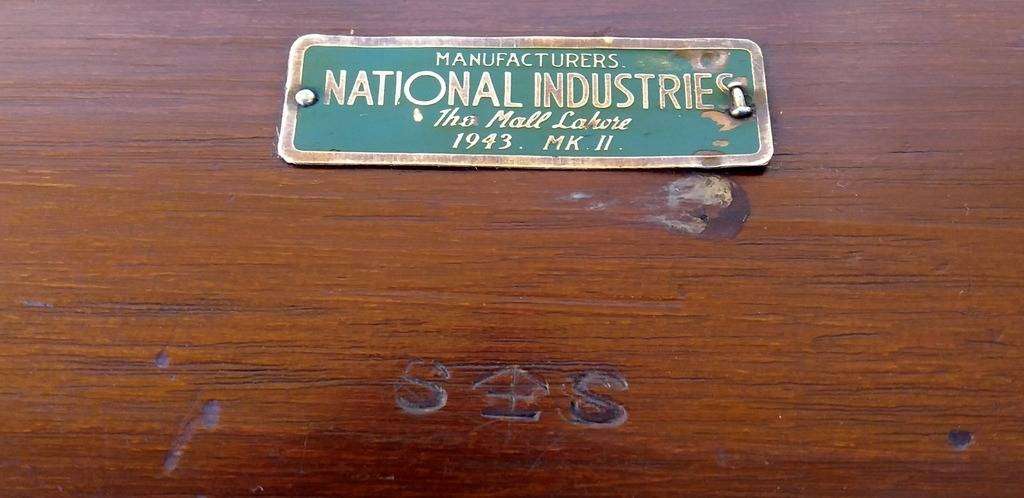 MANUFACTURERS.
NATIONAL INDUSTRIES
The Mall Lahore
1943. MK. II.
S S